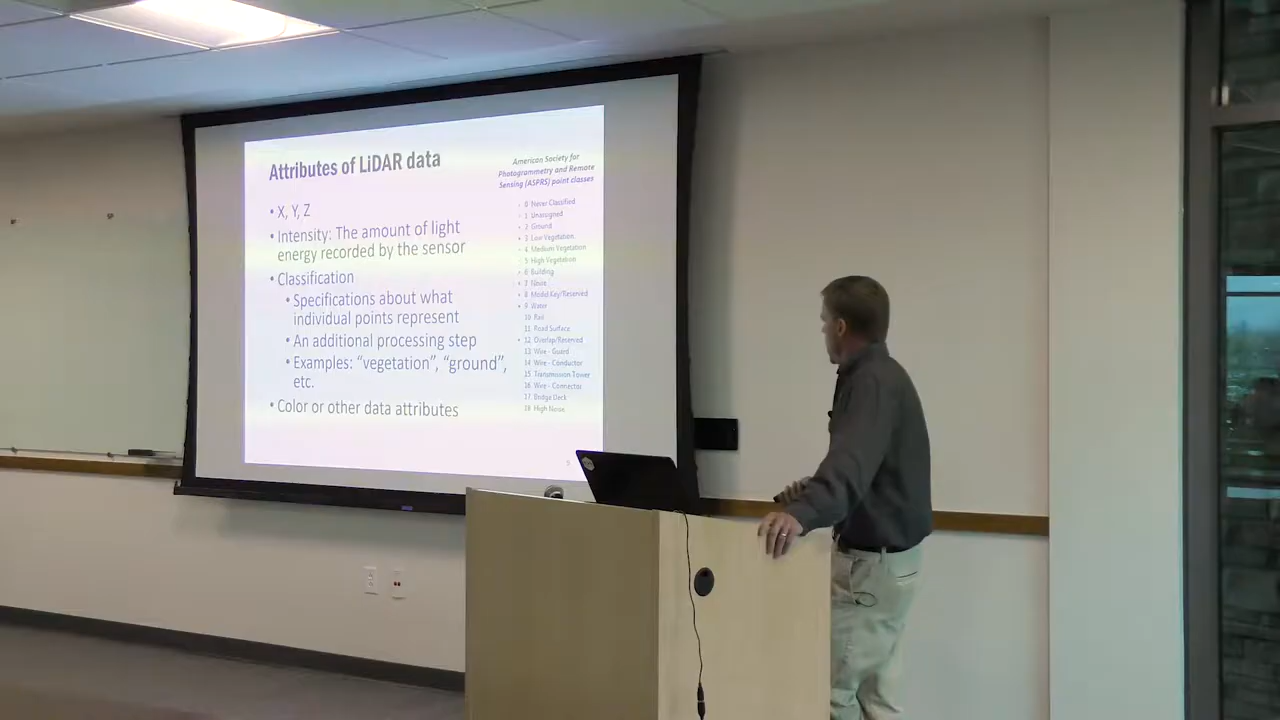 Attributes of LiDAR data
• X, Y, Z
• Intensity: The amount of light
energy recorded by the sensor
• Classification
• Specifications about what
individual points represent
• An additional processing step
• Examples: “vegetation”, “ground”,
etc.
• Color or other data attributes
American Society for
Photogrammetry and Remote
Sensing (ASPRS) point classes
• 0 Never Classified
• 1 Unassigned
• 2 Ground
• 3 Low Vegetation
• 4 Medium Vegetation
• 5 High Vegetation
• 6 Building
• 7 Noise
• 8 Model Key/Reserved
• 9 Water
10 Rail
11 Road Surface
• 12 Overlap/Reserved
13 Wire - Guard
14 Wire - Conductor
15 Transmission Tower
16 Wire - Connector
17 Bridge Deck
18 High Noise